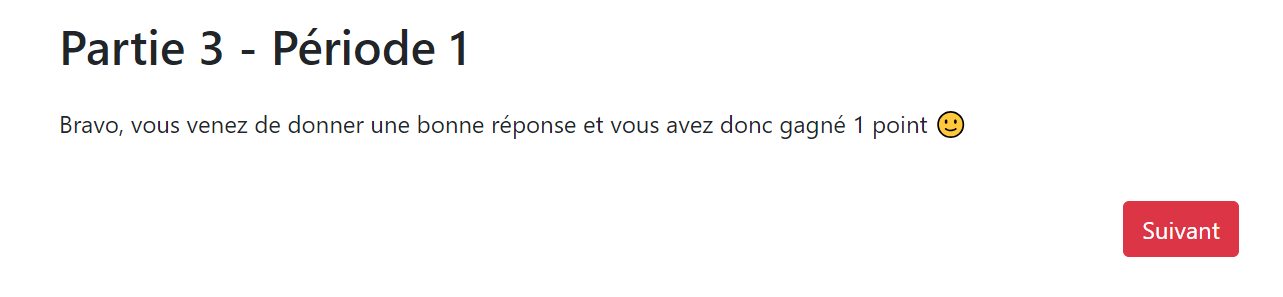 Partie 3 - Période 1
Bravo, vous venez de donner une bonne réponse et vous avez donc gagné 1 point 🙂
Suivant